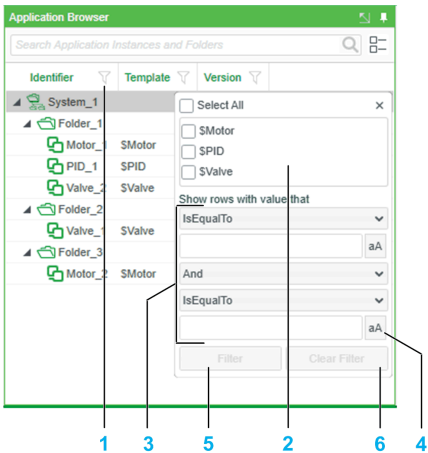 Application Browser
Search Application Instances and Folders
Identifier Template Version
System_1
Select All
Folder_1
$Motor
Motor_1 $Motor
$PID
PID_1 $PID
$Valve
Valve_2 $Valve
Show rows with value that
Folder_2
IsEqualTo
Valve_1 $Valve
aA
Folder_3
And
Motor_2 $Motor
IsEqualTo
aA
Filter Clear Filter
1 3 5 2 6 4